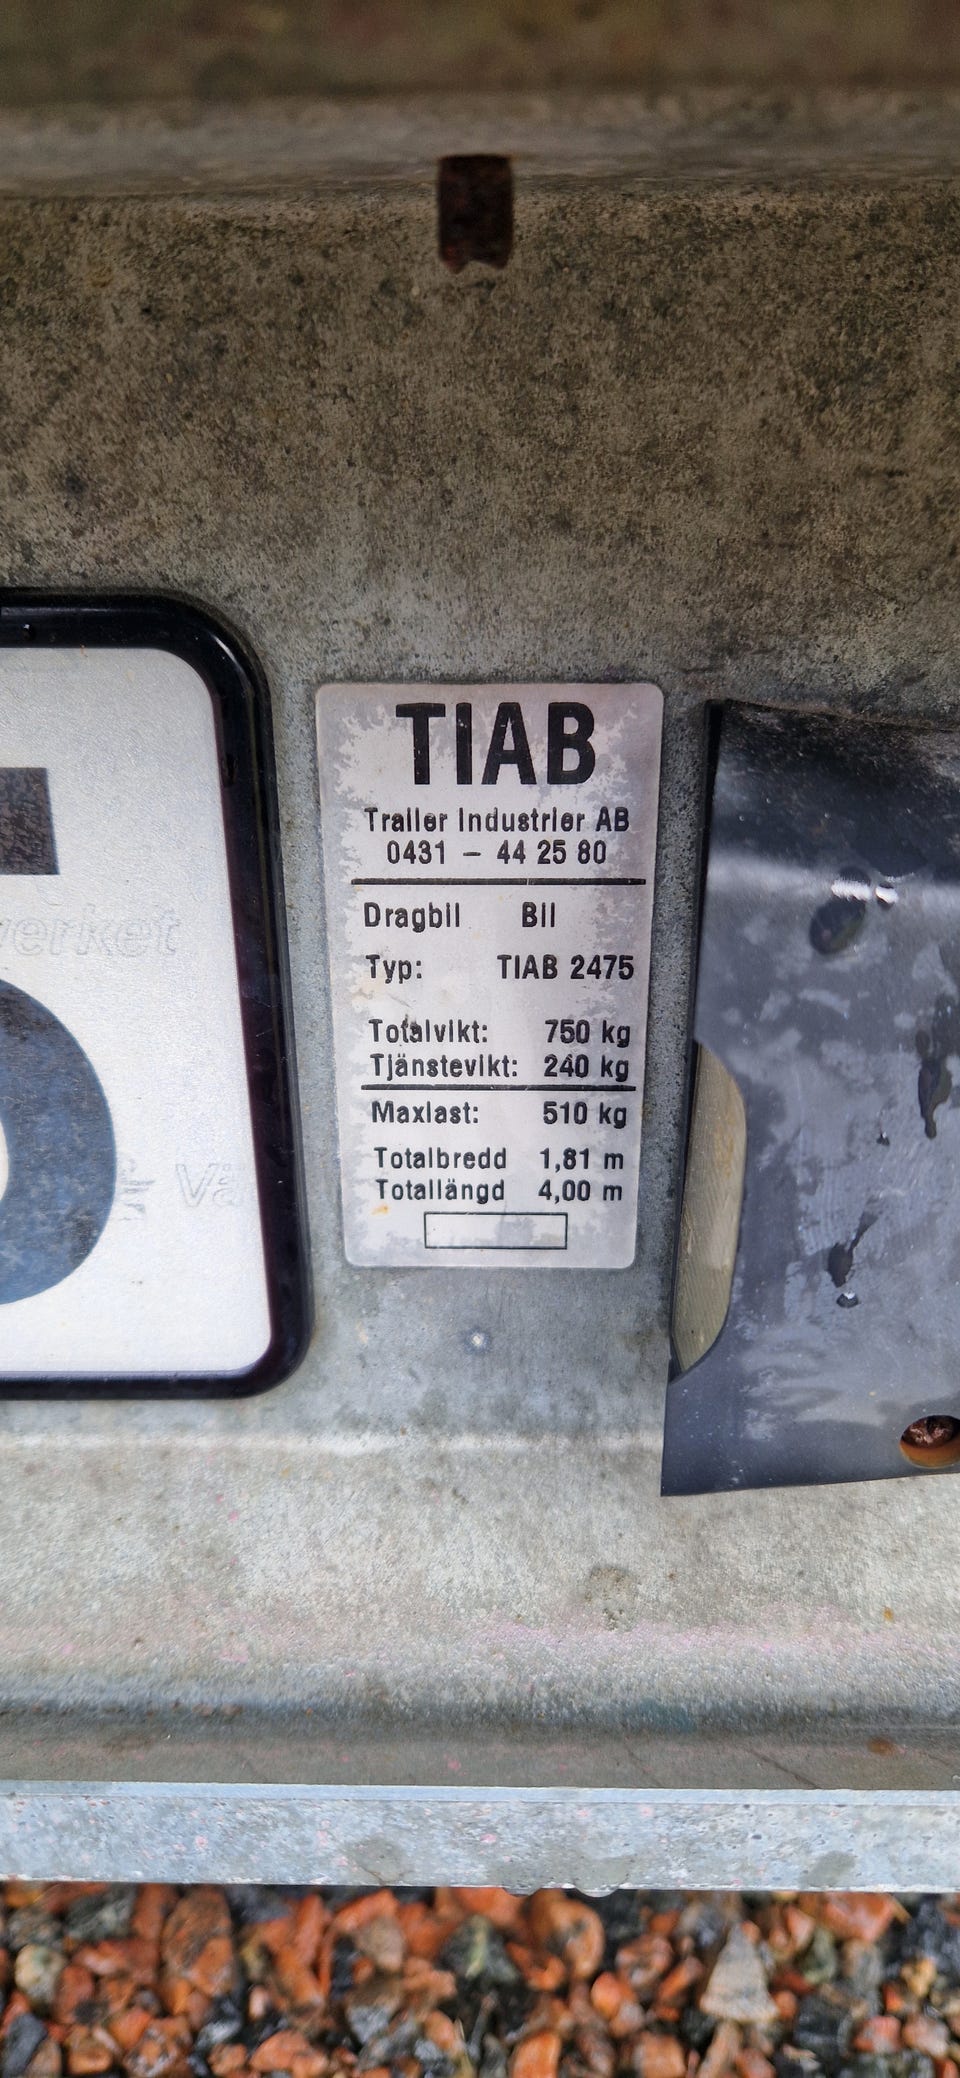 TIAB
Trailer Industrier AB
0431 – 44 25 80
Dragbil Bil
Typ: TIAB 2475
Totalvikt: 750 kg
Tjänstevikt: 240 kg
Maxlast: 510 kg
Totalbredd 1,81 m
Totallängd 4,00 m